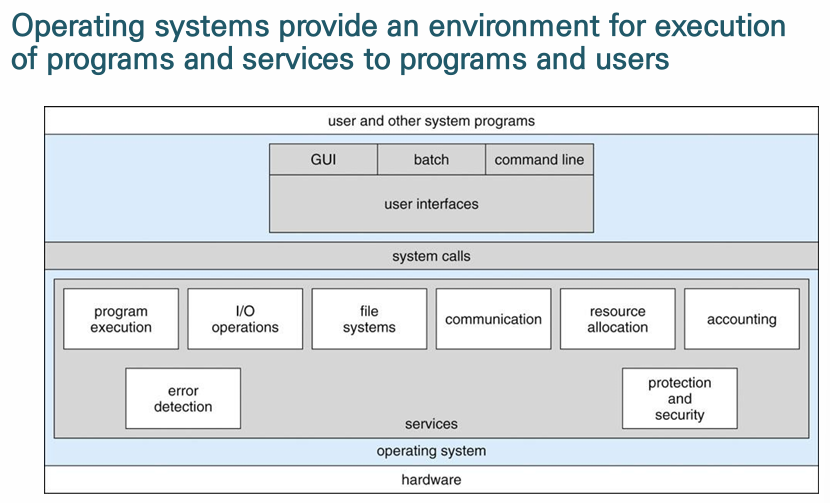 Operating systems provide an environment for execution
of programs and services to programs and users
user and other system programs
GUI
batch
command line
user interfaces
system calls
program
execution
I/O
operations
file
systems
communication
resource
allocation
accounting
error
detection
protection
and
security
services
operating system
hardware